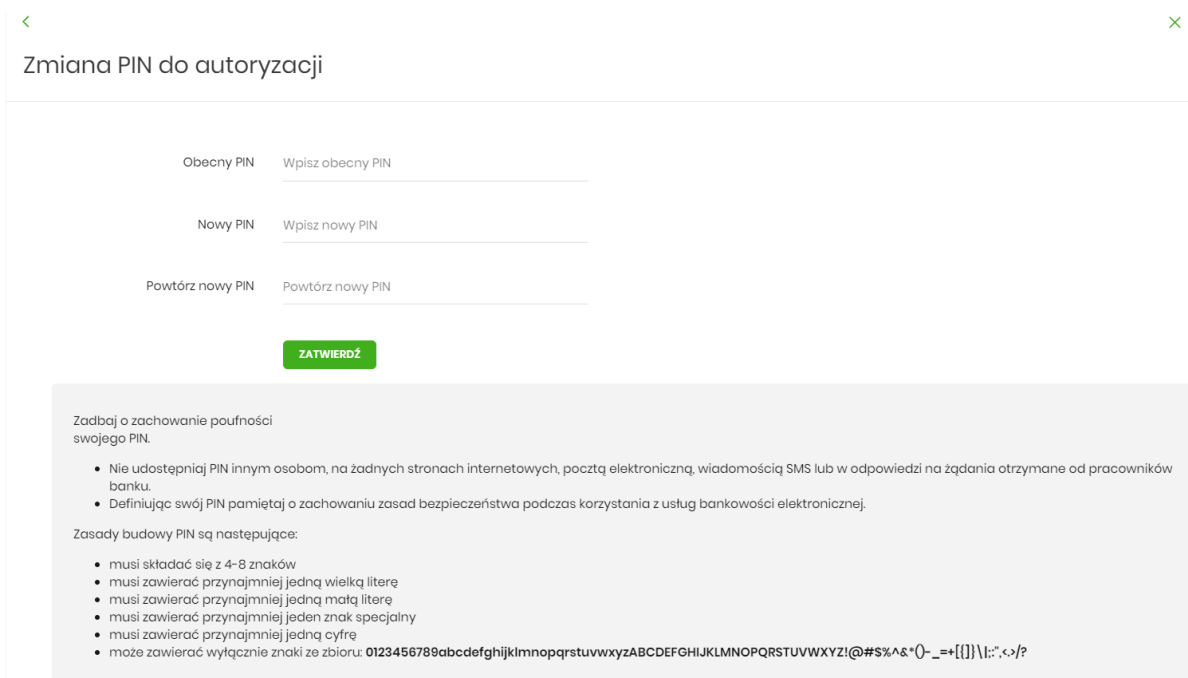 Zmiana PIN do autoryzacji
Obecny PIN Wpisz obecny PIN
Nowy PIN Wpisz nowy PIN
Powtórz nowy PIN Powtórz nowy PIN
ZATWIERDŹ
Zadbaj o zachowanie poufności
swojego PIN.
• Nie udostępniaj PIN innym osobom, na żadnych stronach internetowych, pocztą elektroniczną, wiadomością SMS lub w odpowiedzi na żądania otrzymane od pracowników
banku.
• Definiując swój PIN pamiętaj o zachowaniu zasad bezpieczeństwa podczas korzystania z usług bankowości elektronicznej.
Zasady budowy PIN są następujące:
• musi składać się z 4-8 znaków
• musi zawierać przynajmniej jedną wielką literę
• musi zawierać przynajmniej jedną małą literę
• musi zawierać przynajmniej jeden znak specjalny
• musi zawierać przynajmniej jedną cyfrę
• może zawierać wyłącznie znaki ze zbioru: 0123456789abcdefghijklmnopqrstuvwxyzABCDEFGHIJKLMNOPQRSTUVWXYZ!@#$%^&*()-_=+[{]}\|;:",<.>/?